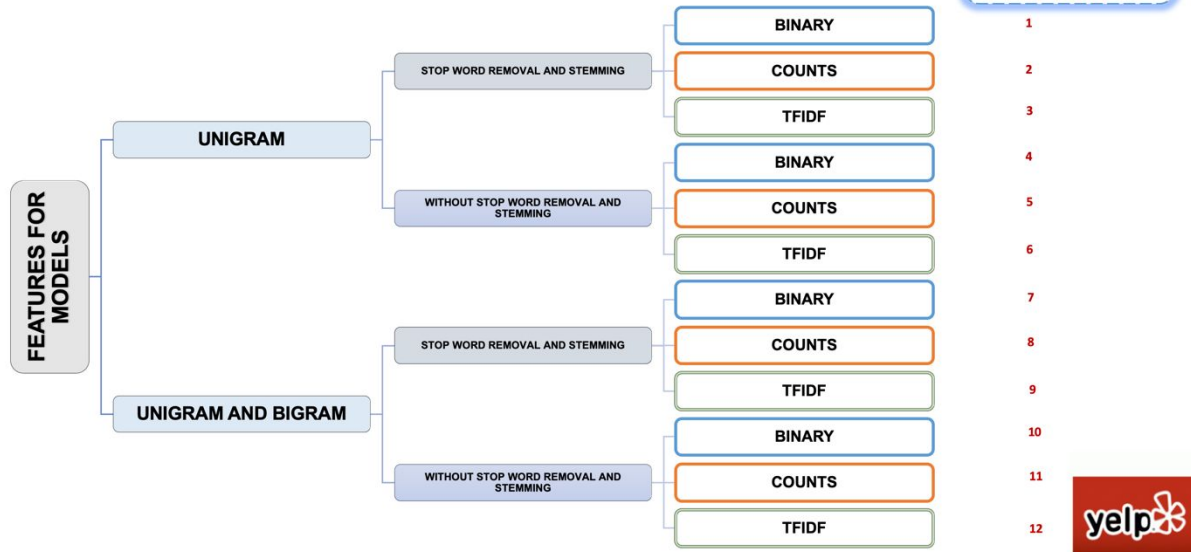 FEATURES FOR
MODELS
UNIGRAM
STOP WORD REMOVAL AND STEMMING
BINARY
1
COUNTS
2
TFIDF
3
WITHOUT STOP WORD REMOVAL AND
STEMMING
BINARY
4
COUNTS
5
TFIDF
6
UNIGRAM AND BIGRAM
STOP WORD REMOVAL AND STEMMING
BINARY
7
COUNTS
8
TFIDF
9
WITHOUT STOP WORD REMOVAL AND
STEMMING
BINARY
10
COUNTS
11
TFIDF
12
yelp